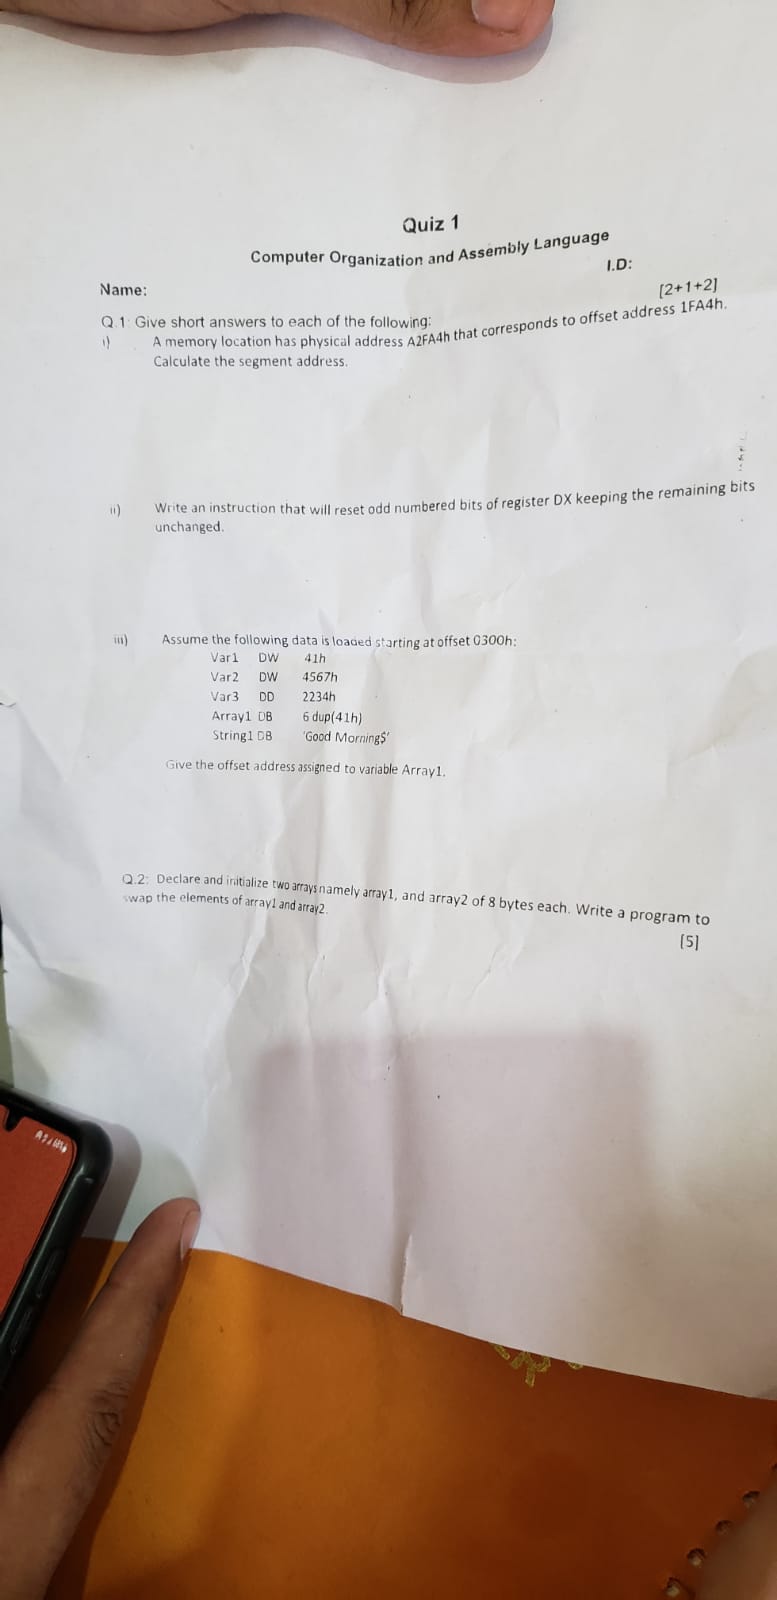 Quiz 1
Computer Organization and Assembly Language
Name:
I.D:
[2+1+2]
Q.1: Give short answers to each of the following:
i) A memory location has physical address A2FA4h that corresponds to offset address 1FA4h.
Calculate the segment address.
ii) Write an instruction that will reset odd numbered bits of register DX keeping the remaining bits
unchanged.
iii) Assume the following data is loaded starting at offset 0300h:
Var1 DW 41h
Var2 DW 4567h
Var3 DD 2234h
Array1 DB 6 dup(41h)
String1 DB 'Good Morning$'
Give the offset address assigned to variable Array1.
Q.2: Declare and initialize two arrays namely array1, and array2 of 8 bytes each. Write a program to
swap the elements of array1 and array2.
[5]